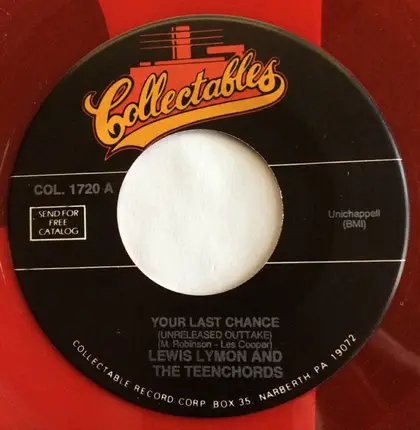 Collectables
COL. 1720 A
SEND FOR
FREE
CATALOG
Unichappell
(BMI)
YOUR LAST CHANCE
(UNRELEASED OUTTAKE)
(M. Robinson - Les Cooper)
LEWIS LYMON AND
THE TEENCHORDS
COLLECTABLE RECORD CORP. BOX 35, NARBERTH PA 19072